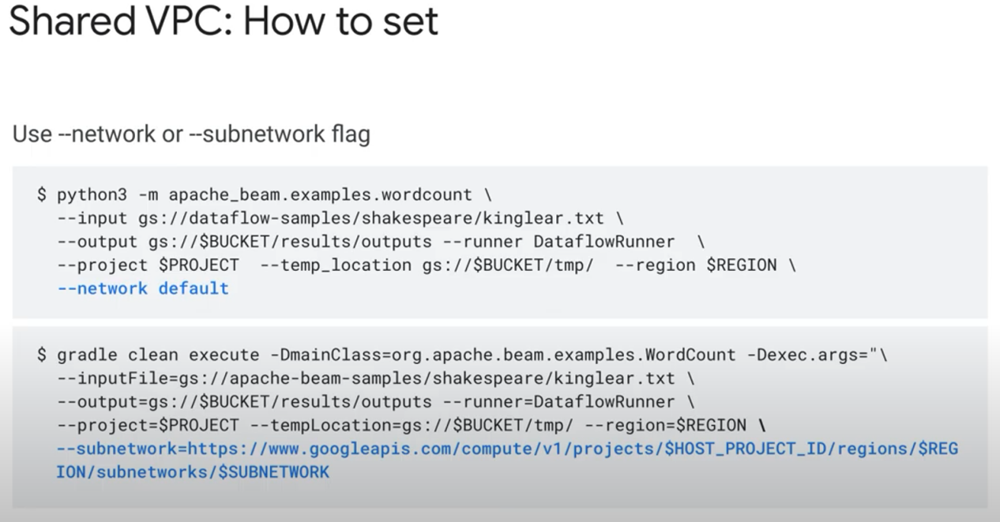 Shared VPC: How to set
Use --network or --subnetwork flag
$ python3 -m apache_beam.examples.wordcount \
--input gs://dataflow-samples/shakespeare/kinglear.txt \
--output gs://$BUCKET/results/outputs --runner DataflowRunner  \
--project $PROJECT  --temp_location gs://$BUCKET/tmp/  --region $REGION \
--network default
$ gradle clean execute -DmainClass=org.apache.beam.examples.WordCount -Dexec.args="\
--inputFile=gs://apache-beam-samples/shakespeare/kinglear.txt \
--output=gs://$BUCKET/results/outputs --runner=DataflowRunner \
--project=$PROJECT --tempLocation=gs://$BUCKET/tmp/ --region=$REGION \
--subnetwork=https://www.googleapis.com/compute/v1/projects/$HOST_PROJECT_ID/regions/$REG
ION/subnetworks/$SUBNETWORK